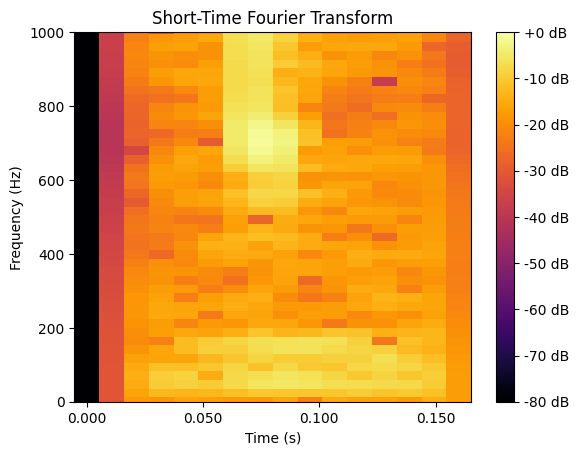 Short-Time Fourier Transform
1000
800
600
400
200
0
Frequency (Hz)
0.000
0.050
0.100
0.150
Time (s)
+0 dB
-10 dB
-20 dB
-30 dB
-40 dB
-50 dB
-60 dB
-70 dB
-80 dB